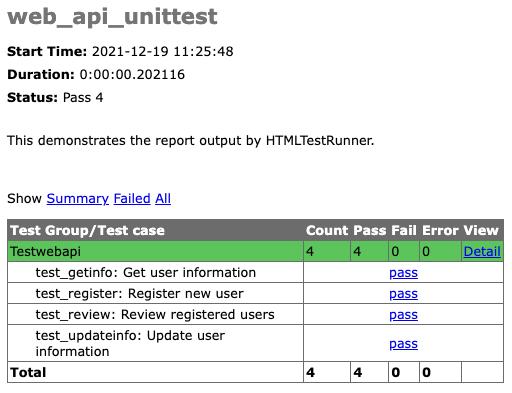 web_api_unittest
Start Time: 2021-12-19 11:25:48
Duration: 0:00:00.202116
Status: Pass 4
This demonstrates the report output by HTMLTestRunner.
Show Summary Failed All
Test Group/Test case Count Pass Fail Error View
Testwebapi 4 4 0 0 Detail
test_getinfo: Get user information pass
test_register: Register new user pass
test_review: Review registered users pass
test_updateinfo: Update user
information pass
Total 4 4 0 0